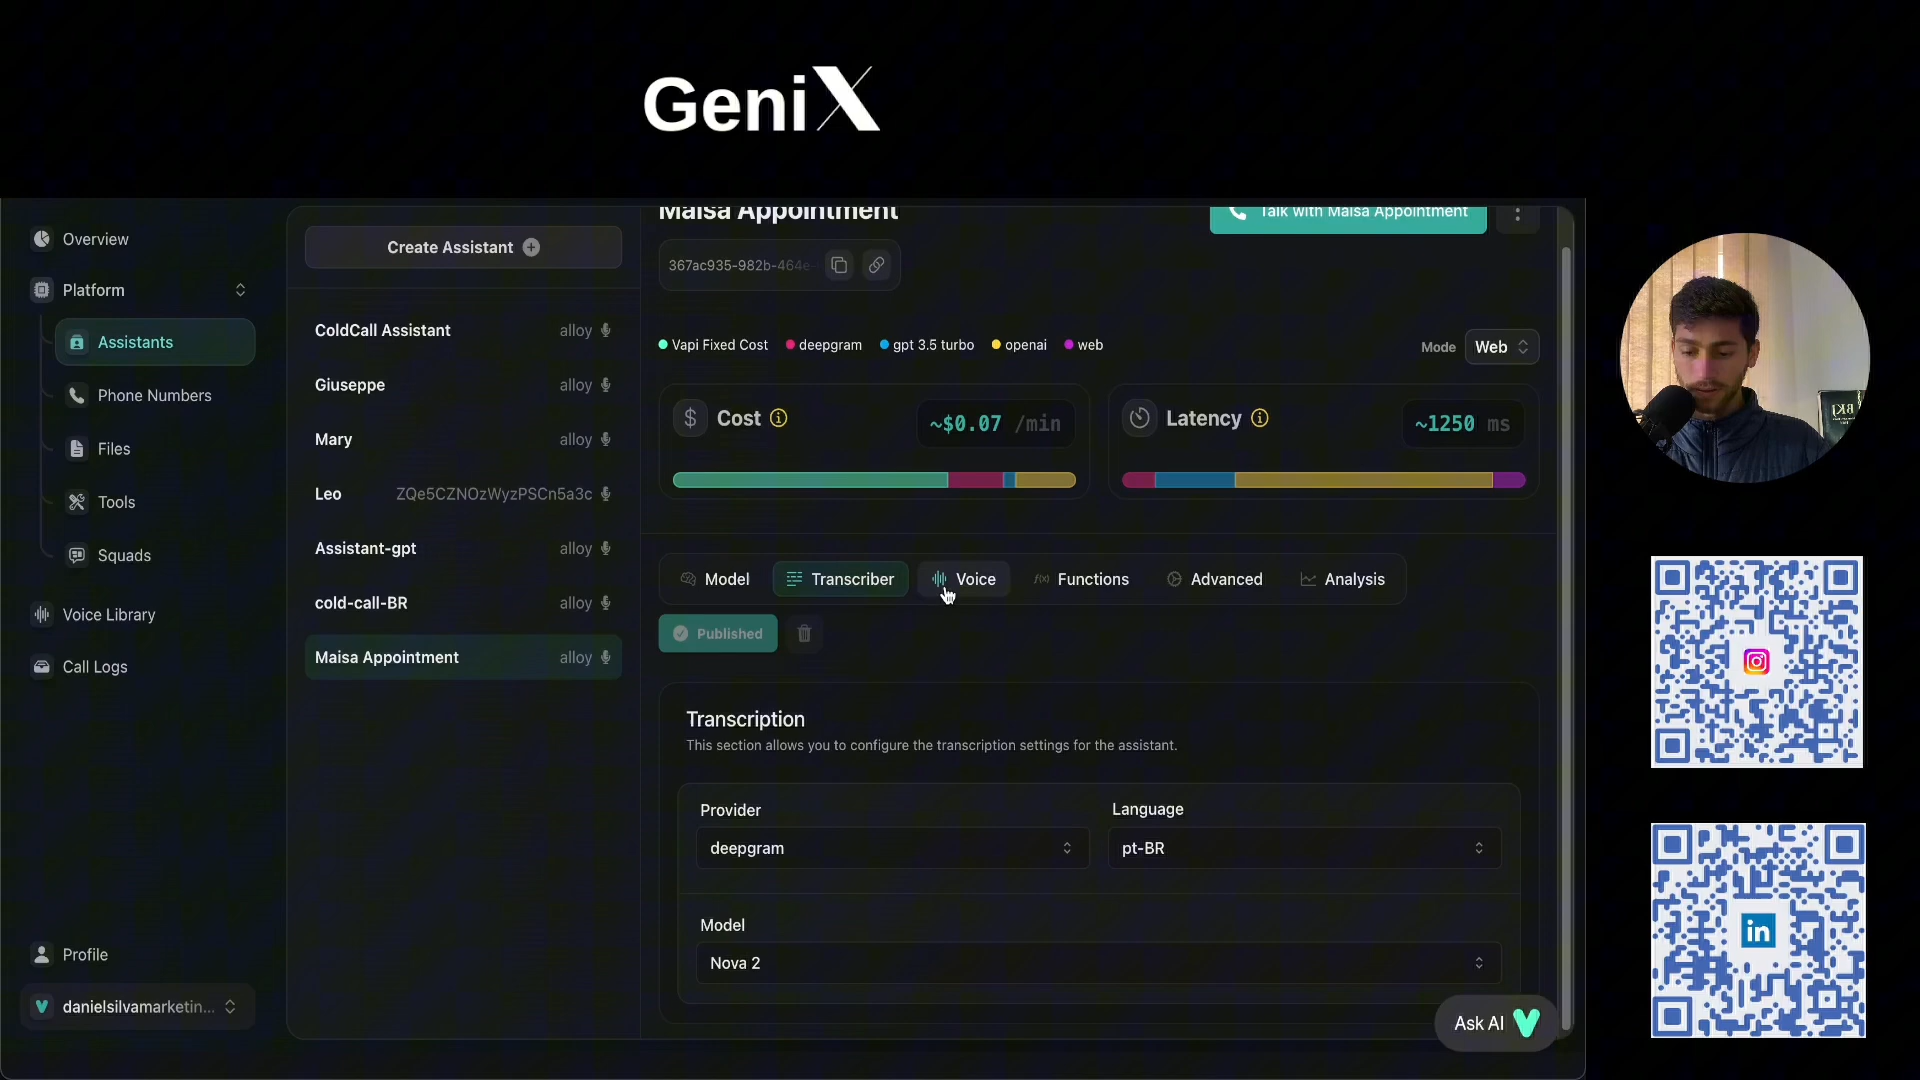 GeniX
Overview
Platform
Assistants
Phone Numbers
Files
Tools
Squads
Voice Library
Call Logs
Profile
danielsilvamarketin...
Create Assistant
ColdCall Assistant alloy
Giuseppe alloy
Mary alloy
Leo ZQe5CZNOzWyzPSCn5a3c
Assistant-gpt alloy
cold-call-BR alloy
Maisa Appointment alloy
Maisa Appointment
Talk with Maisa Appointment
367ac935-982b-464e
Vapi Fixed Cost deepgram gpt 3.5 turbo openai web
Mode Web
Cost ~$0.07 /min
Latency ~1250 ms
Model Transcriber Voice Functions Advanced Analysis
Published
Transcription
This section allows you to configure the transcription settings for the assistant.
Provider
deepgram
Language
pt-BR
Model
Nova 2
Ask AI
in